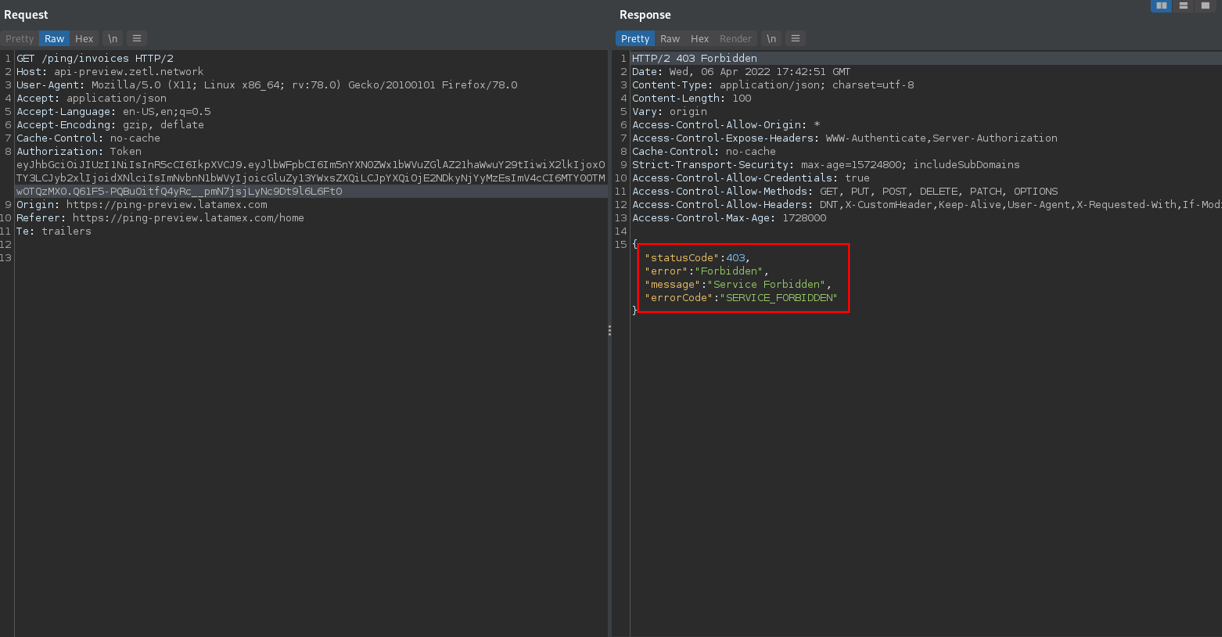 Request
Pretty Raw Hex \n
1 GET /ping/invoices HTTP/2
2 Host: api-preview.zetl.network
3 User-Agent: Mozilla/5.0 (X11; Linux x86_64; rv:78.0) Gecko/20100101 Firefox/78.0
4 Accept: application/json
5 Accept-Language: en-US,en;q=0.5
6 Accept-Encoding: gzip, deflate
7 Cache-Control: no-cache
8 Authorization: Token
9 Origin: https://ping-preview.latamex.com
10 Referer: https://ping-preview.latamex.com/home
11 Te: trailers
12
13
Response
Pretty Raw Hex Render \n
1 HTTP/2 403 Forbidden
2 Date: Wed, 06 Apr 2022 17:42:51 GMT
3 Content-Type: application/json; charset=utf-8
4 Content-Length: 100
5 Vary: origin
6 Access-Control-Allow-Origin: *
7 Access-Control-Expose-Headers: WWW-Authenticate,Server-Authorization
8 Cache-Control: no-cache
9 Strict-Transport-Security: max-age=15724800; includeSubDomains
10 Access-Control-Allow-Credentials: true
11 Access-Control-Allow-Methods: GET, PUT, POST, DELETE, PATCH, OPTIONS
12 Access-Control-Allow-Headers: DNT,X-CustomHeader,Keep-Alive,User-Agent,X-Requested-With,If-Modi
13 Access-Control-Max-Age: 1728000
14
15 {
"statusCode":403,
"error":"Forbidden",
"message":"Service Forbidden",
"errorCode":"SERVICE_FORBIDDEN"
}